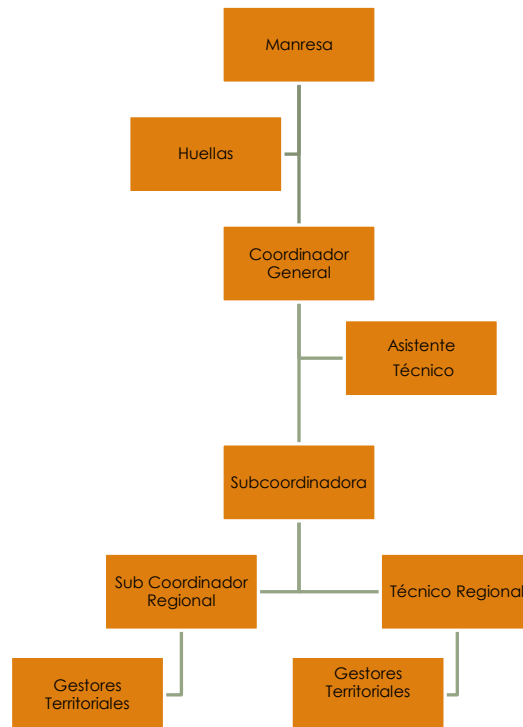 Manresa
Huellas
Coordinador
General
Asistente
Técnico
Subcoordinadora
Sub Coordinador
Regional
Técnico Regional
Gestores
Territoriales
Gestores
Territoriales